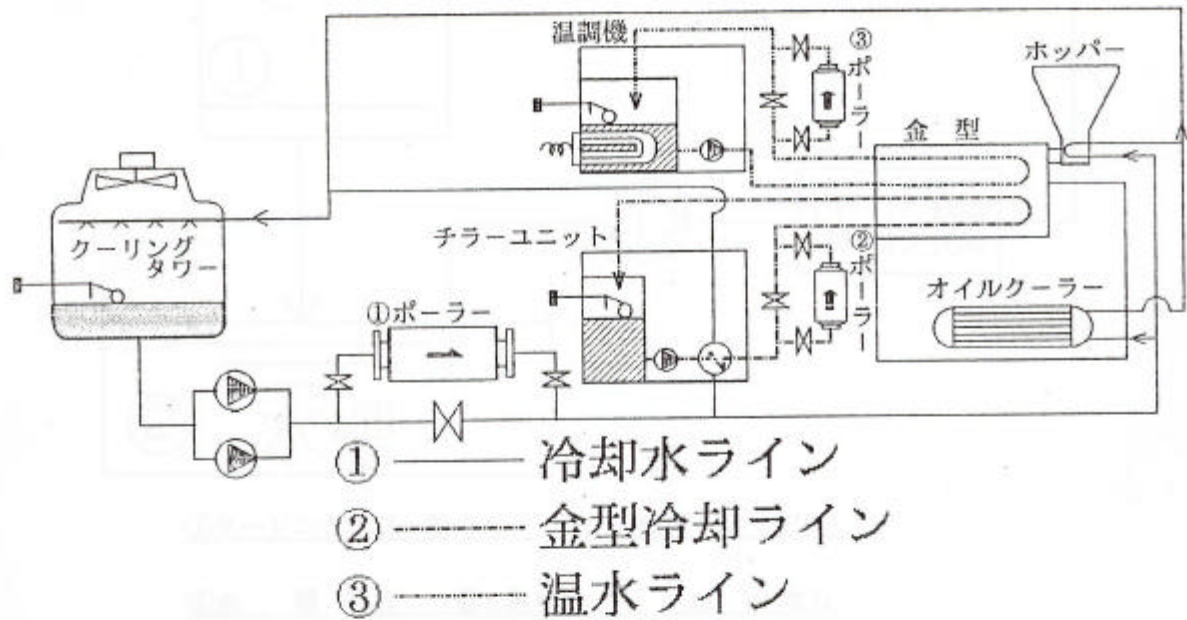 温調機
③ポーラー
ホッパー
金型
クーリング
タワー
チラーユニット
②ポーラー
オイルクーラー
①ポーラー
① 冷却水ライン
② 金型冷却ライン
③ 温水ライン